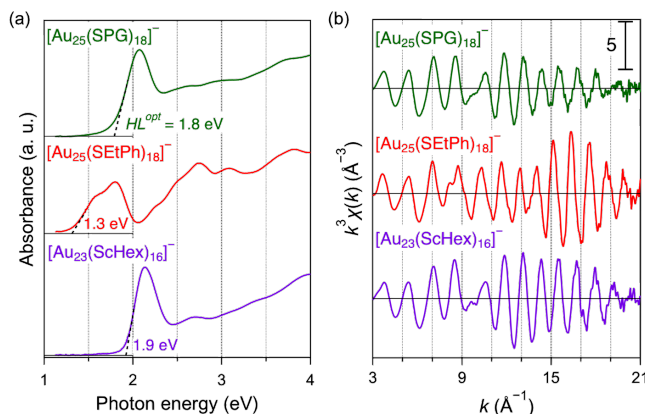 (a)
[Au₂₅(SPG)₁₈]⁻
HLᵒᵖᵗ = 1.8 eV
[Au₂₅(SEtPh)₁₈]⁻
1.3 eV
[Au₂₃(ScHex)₁₆]⁻
1.9 eV
Absorbance (a. u.)
1 2 3 4
Photon energy (eV)
(b)
5
[Au₂₅(SPG)₁₈]⁻
[Au₂₅(SEtPh)₁₈]⁻
[Au₂₃(ScHex)₁₆]⁻
k³χ(k) (Å⁻³)
3 9 15 21
k (Å⁻¹)